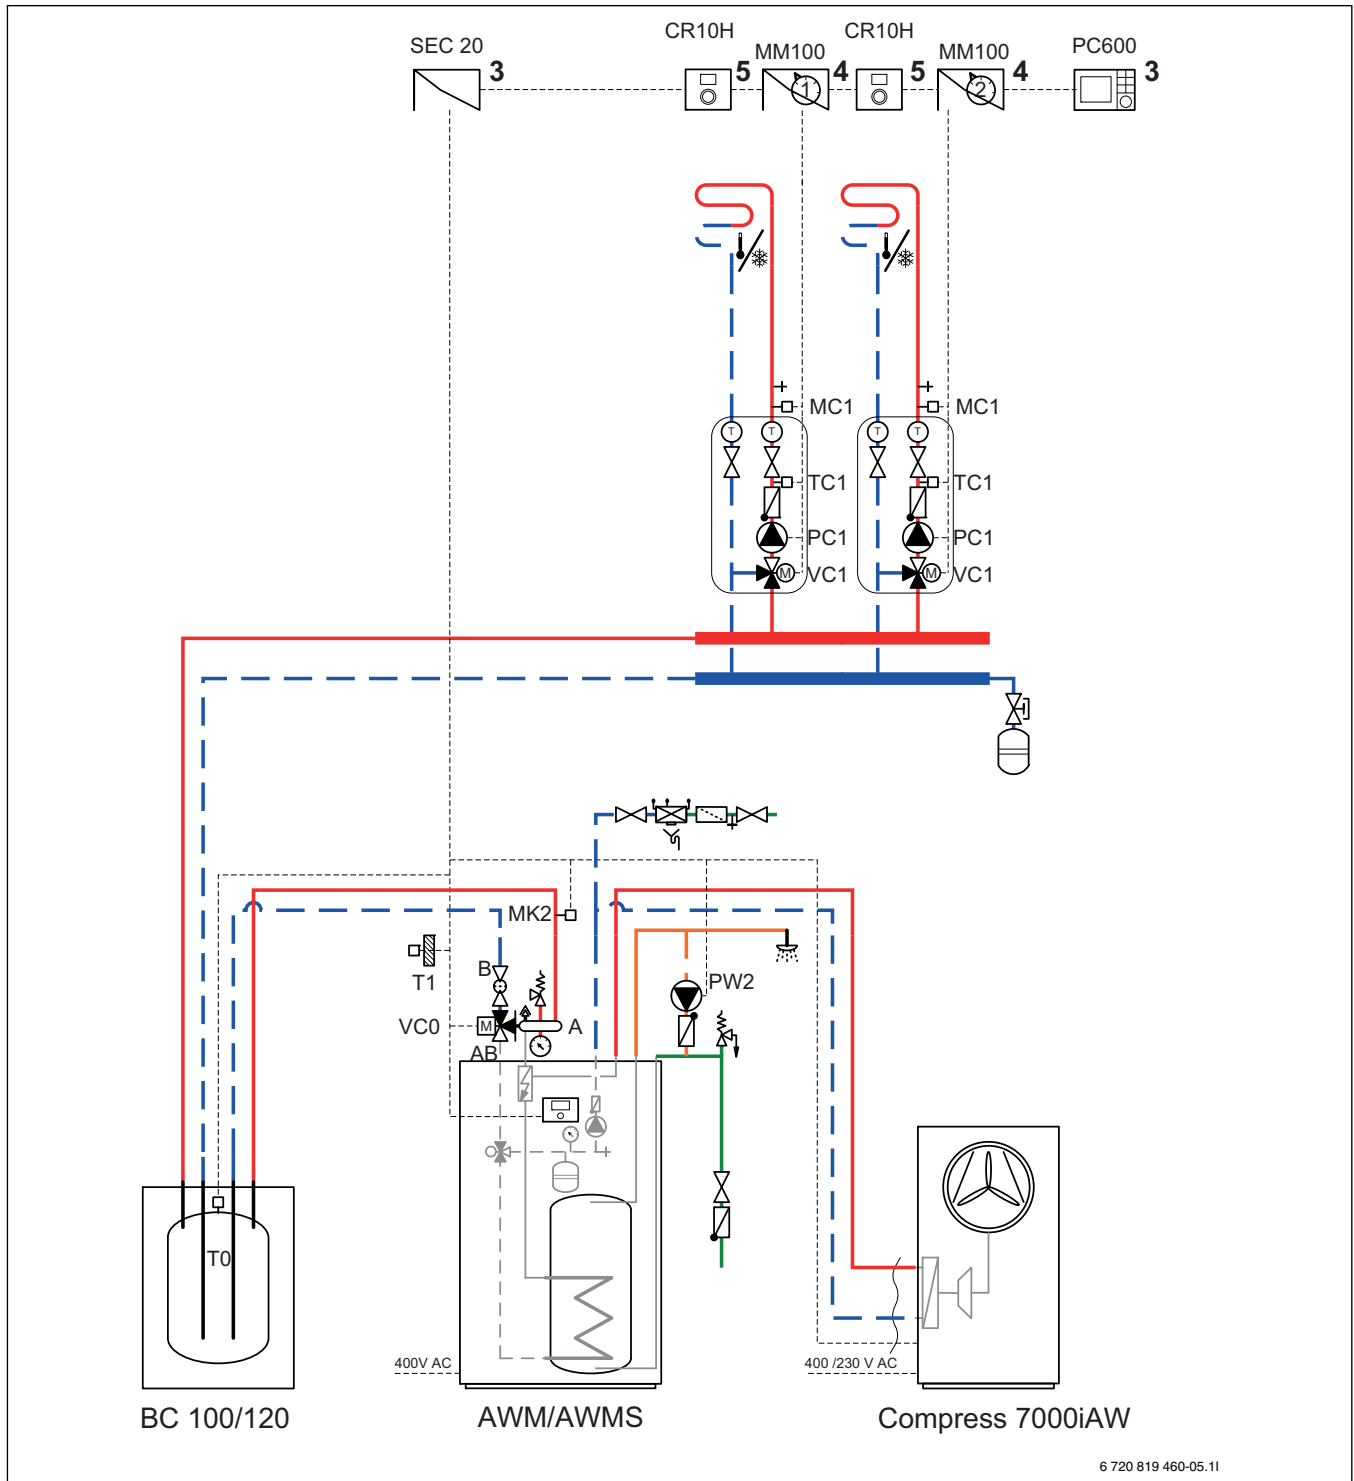 SEC 20
3
CR10H
5
MM100
1
4
CR10H
5
MM100
2
4
PC600
3
MC1
MC1
T
T
T
T
TC1
TC1
PC1
PC1
M
VC1
M
VC1
MK2
T1
B
PW2
VC0
M
A
AB
T0
400V AC
400 /230 V AC
BC 100/120
AWM/AWMS
Compress 7000iAW
6 720 819 460-05.1I